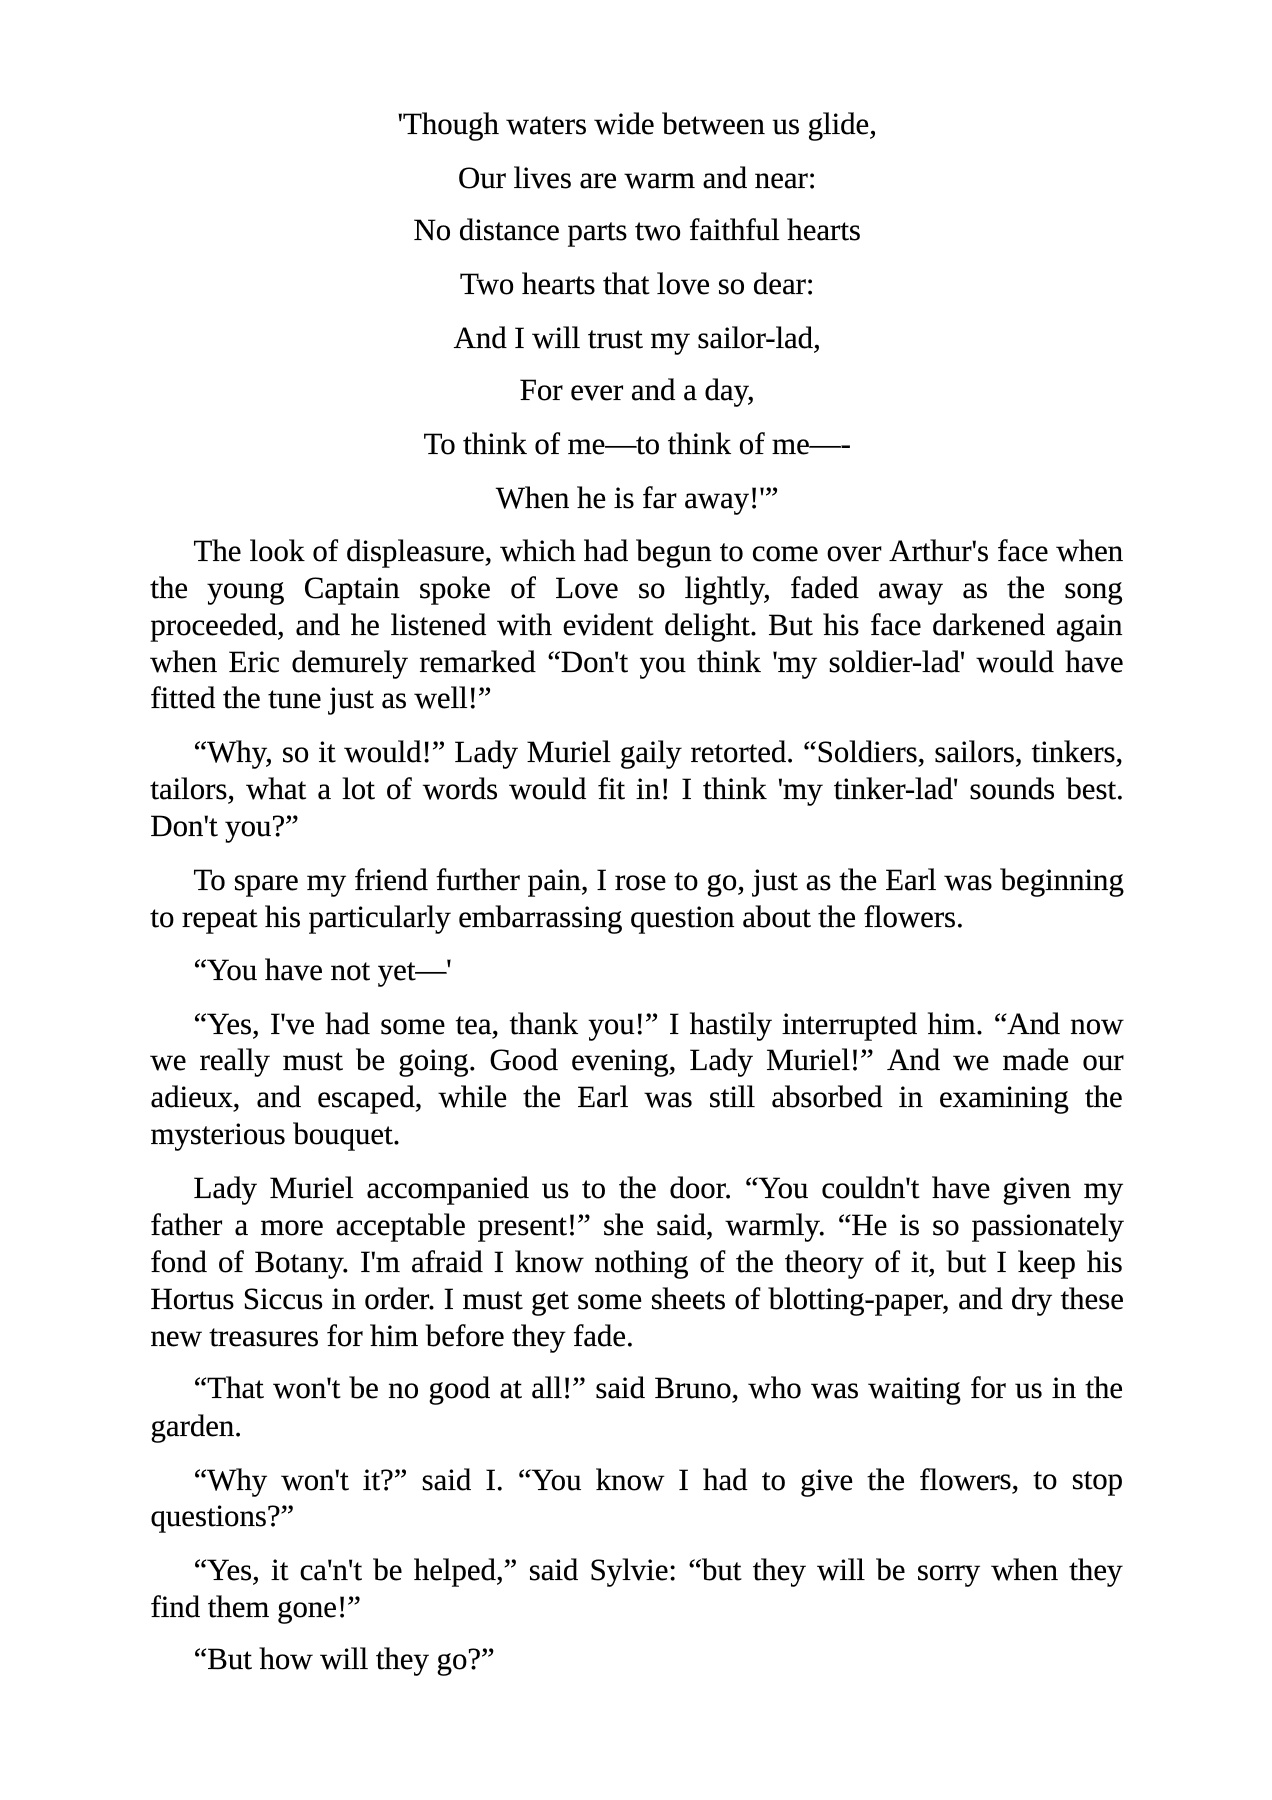 'Though waters wide between us glide,
Our lives are warm and near:
No distance parts two faithful hearts
Two hearts that love so dear:
And I will trust my sailor-lad,
For ever and a day,
To think of me—to think of me—-
When he is far away!'”
The look of displeasure, which had begun to come over Arthur's face when
the young Captain spoke of Love so lightly, faded away as the song
proceeded, and he listened with evident delight. But his face darkened again
when Eric demurely remarked “Don't you think 'my soldier-lad' would have
fitted the tune just as well!”
“Why, so it would!” Lady Muriel gaily retorted. “Soldiers, sailors, tinkers,
tailors, what a lot of words would fit in! I think 'my tinker-lad' sounds best.
Don't you?”
To spare my friend further pain, I rose to go, just as the Earl was beginning
to repeat his particularly embarrassing question about the flowers.
“You have not yet—'
“Yes, I've had some tea, thank you!” I hastily interrupted him. “And now
we really must be going. Good evening, Lady Muriel!” And we made our
adieux, and escaped, while the Earl was still absorbed in examining the
mysterious bouquet.
Lady Muriel accompanied us to the door. “You couldn't have given my
father a more acceptable present!” she said, warmly. “He is so passionately
fond of Botany. I'm afraid I know nothing of the theory of it, but I keep his
Hortus Siccus in order. I must get some sheets of blotting-paper, and dry these
new treasures for him before they fade.
“That won't be no good at all!” said Bruno, who was waiting for us in the
garden.
“Why won't it?” said I. “You know I had to give the flowers, to stop
questions?”
“Yes, it ca'n't be helped,” said Sylvie: “but they will be sorry when they
find them gone!”
“But how will they go?”